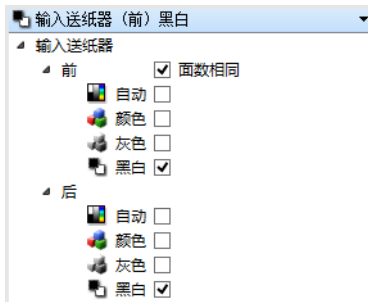 输入送纸器（前）黑白
输入送纸器
前 面数相同
自动
颜色
灰色
黑白
后
自动
颜色
灰色
黑白